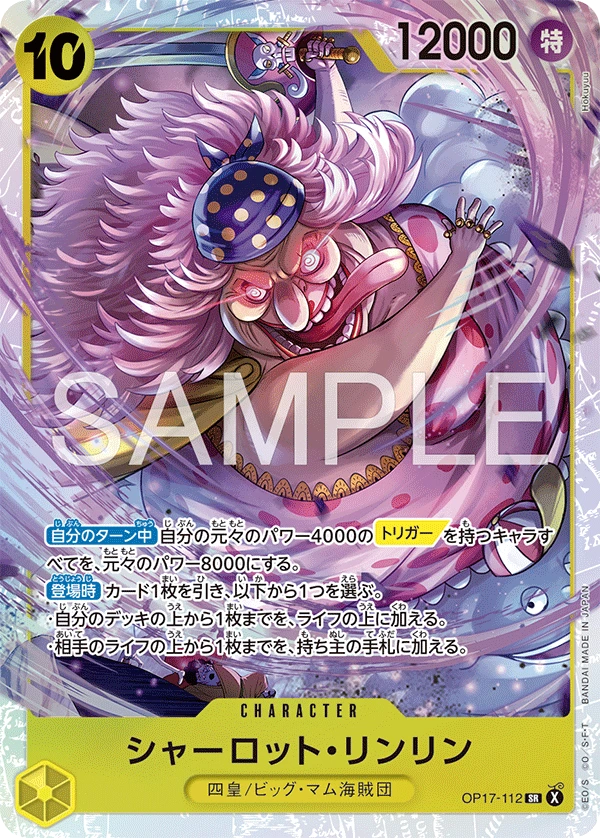 10
12000
特
Hokuyuu
SAMPLE
自分のターン中 自分の元々のパワー4000の トリガー を持つキャラす
べてを、元々のパワー8000にする。
登場時 カード1枚を引き、以下から1つを選ぶ。
・自分のデッキの上から1枚までを、ライフの上に加える。
・相手のライフの上から1枚までを、持ち主の手札に加える。
CHARACTER
シャーロット・リンリン
四皇/ビッグ・マム海賊団
OP17-112 SR X
©E.O/S ©O/S・F・T BANDAI MADE IN JAPAN